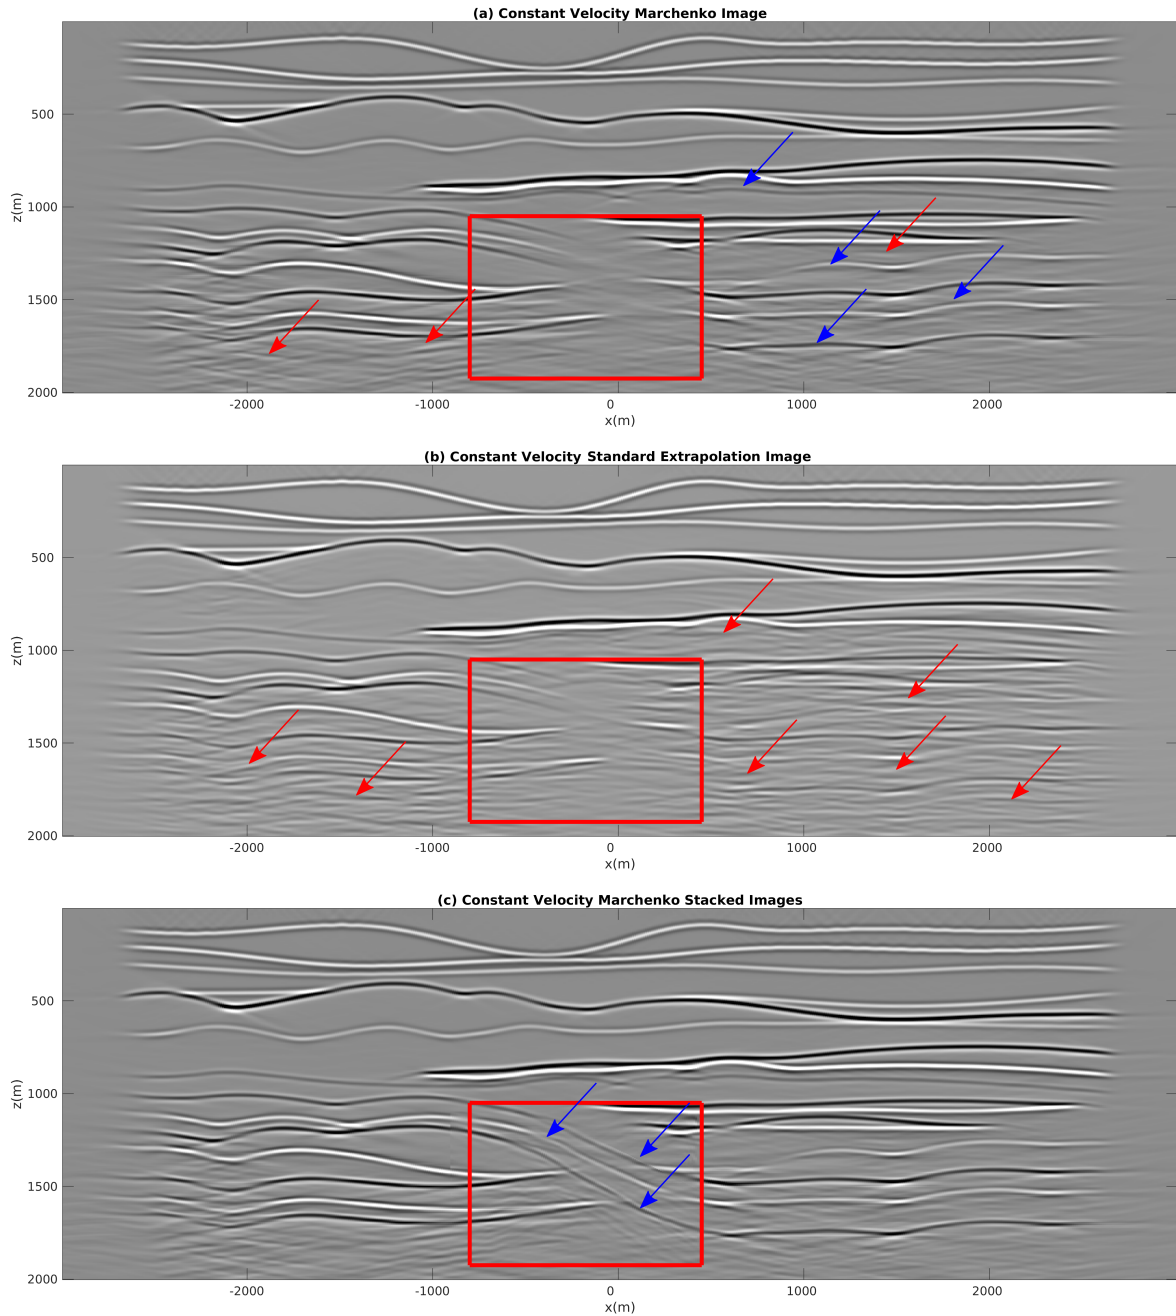 (a) Constant Velocity Marchenko Image
z(m)
500
1000
1500
2000
-2000 -1000 0 1000 2000
x(m)
(b) Constant Velocity Standard Extrapolation Image
z(m)
500
1000
1500
2000
-2000 -1000 0 1000 2000
x(m)
(c) Constant Velocity Marchenko Stacked Images
z(m)
500
1000
1500
2000
-2000 -1000 0 1000 2000
x(m)